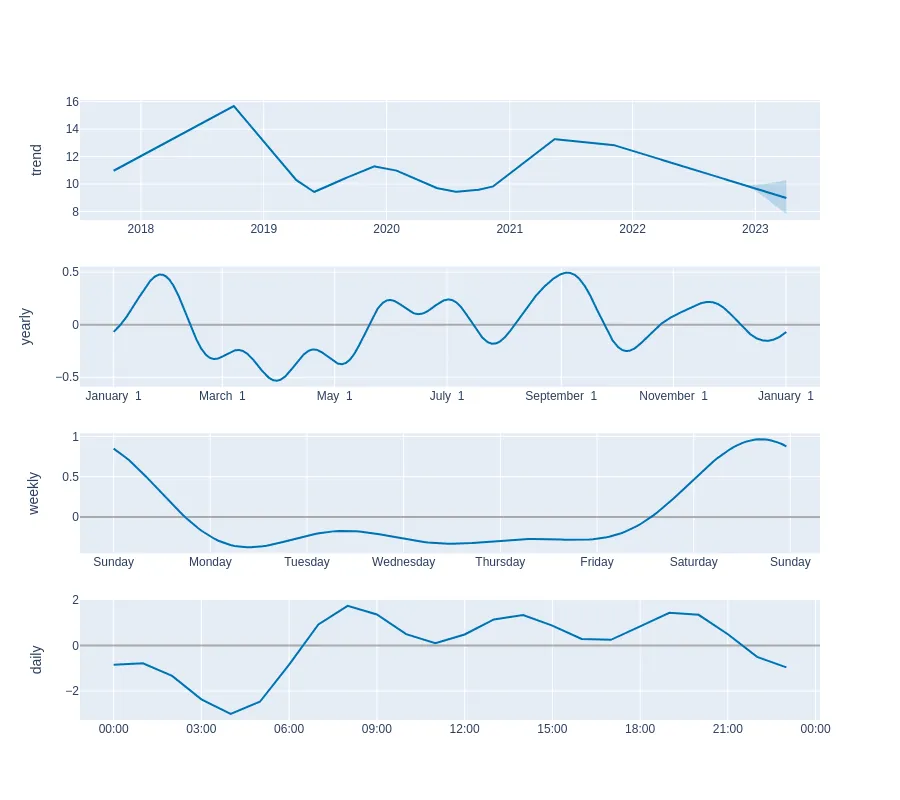 trend
16
14
12
10
8
2018 2019 2020 2021 2022 2023
yearly
0.5
0
−0.5
January 1 March 1 May 1 July 1 September 1 November 1 January 1
weekly
1
0.5
0
Sunday Monday Tuesday Wednesday Thursday Friday Saturday Sunday
daily
2
0
−2
00:00 03:00 06:00 09:00 12:00 15:00 18:00 21:00 00:00